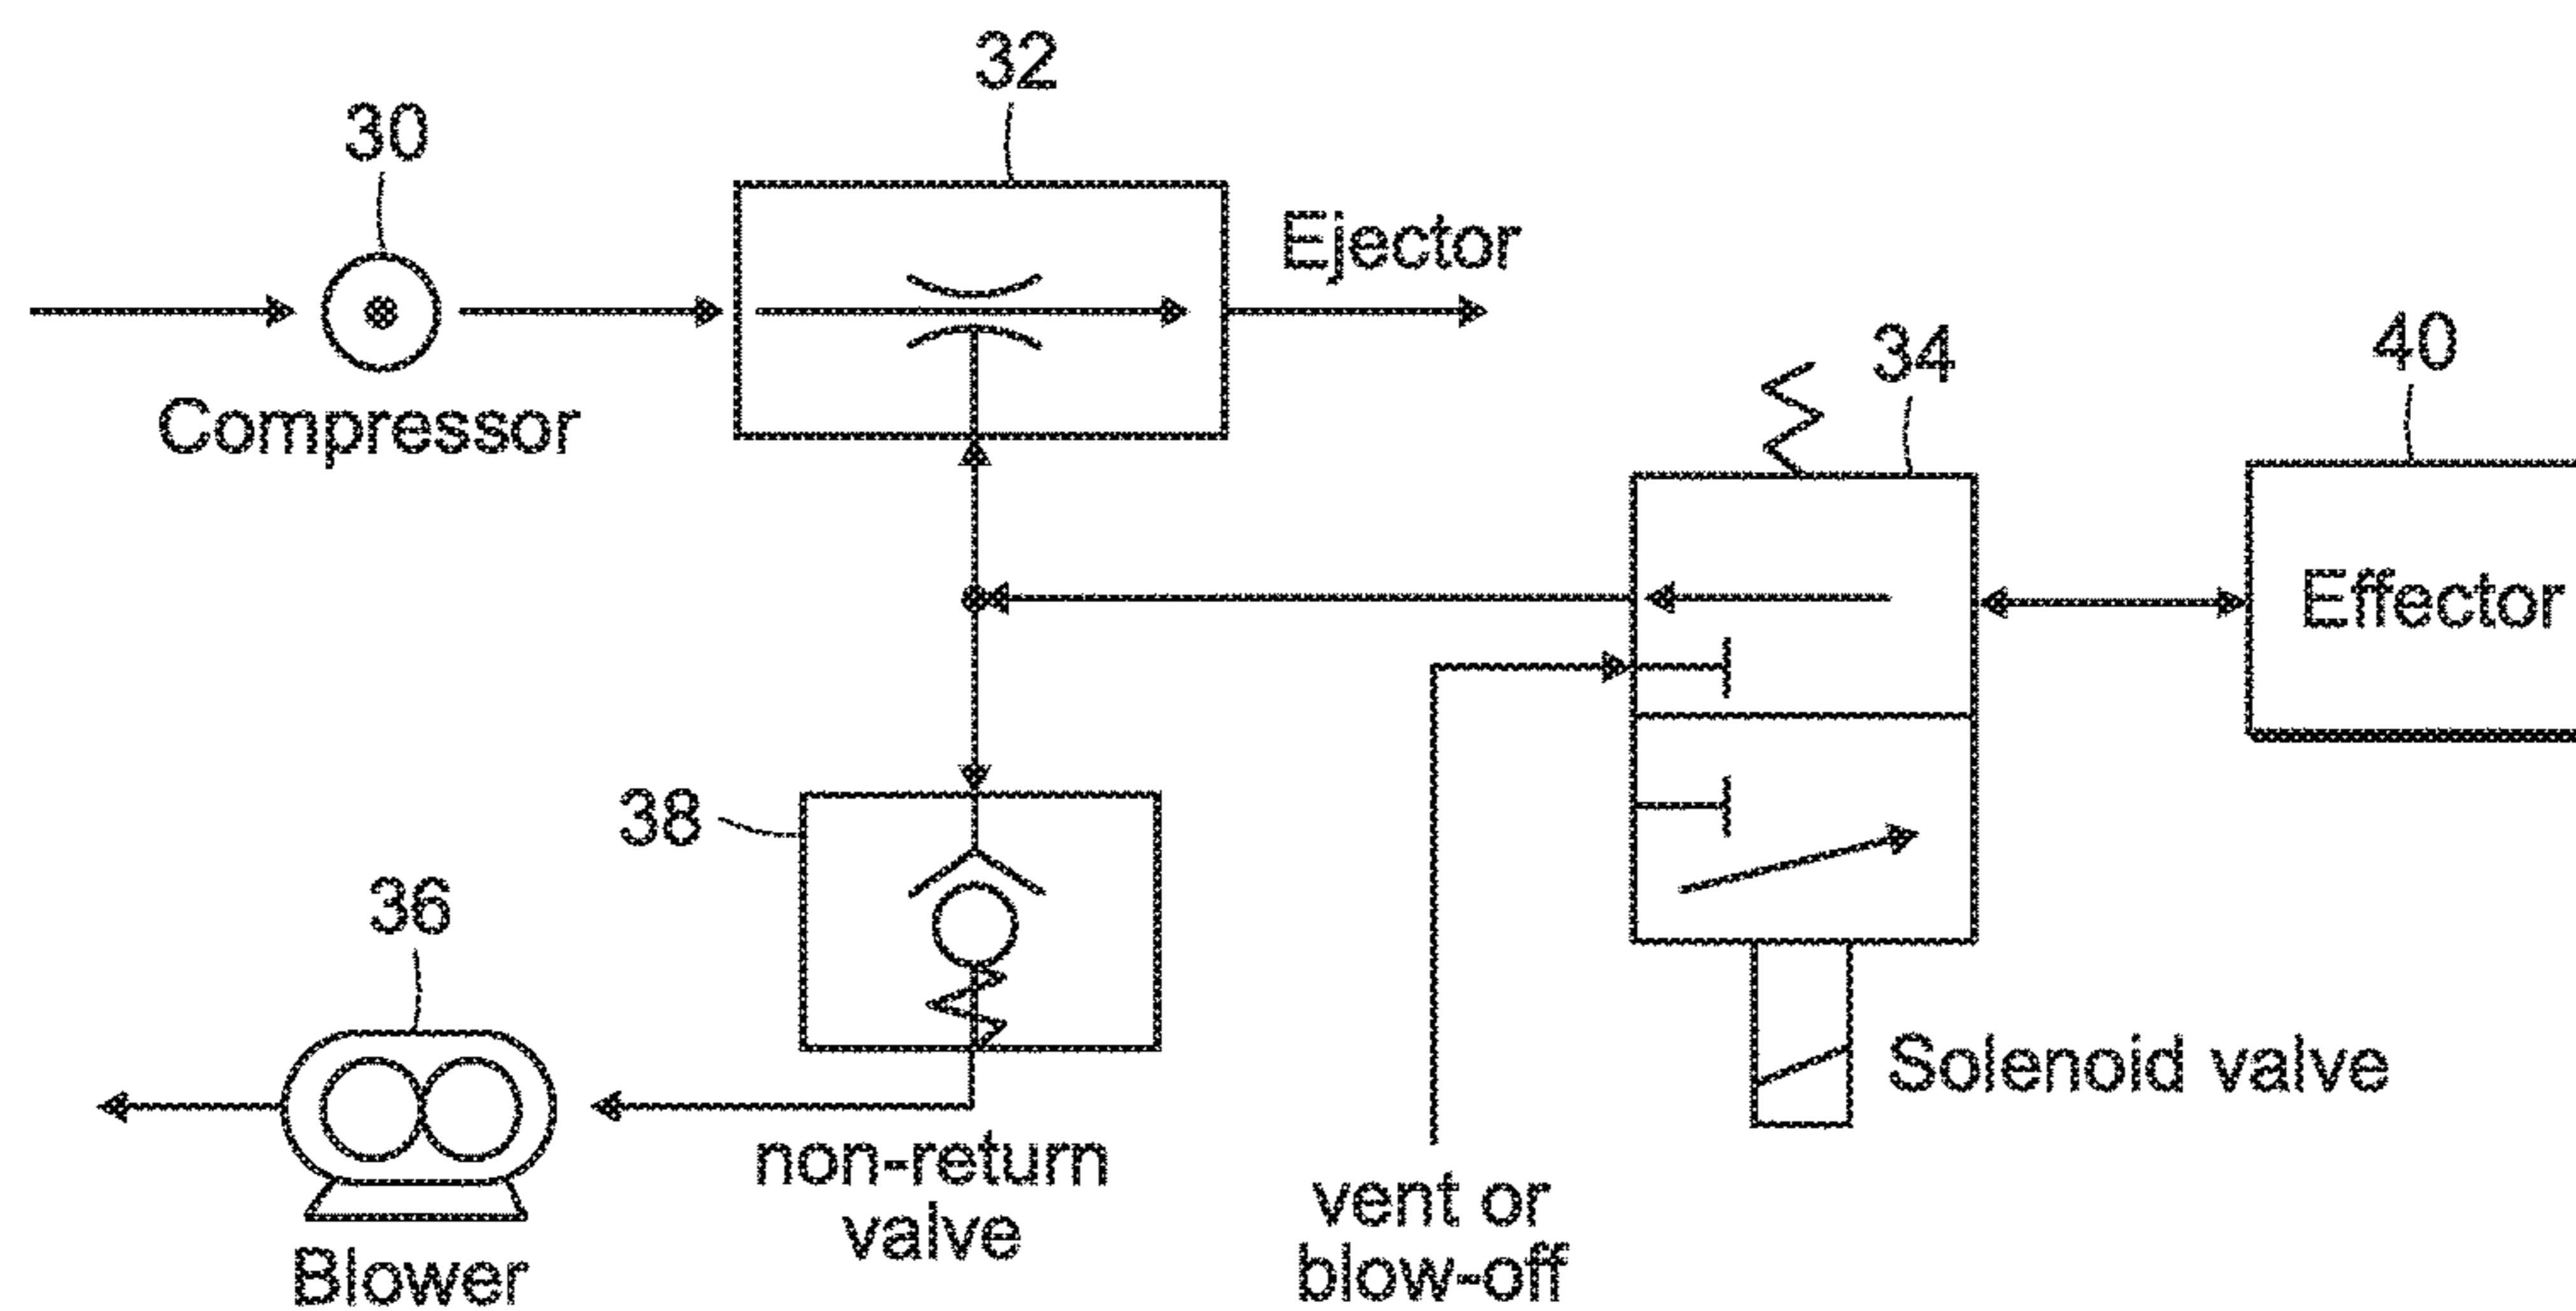 32
30
Ejector
34
40
Compressor
Effector
38
36
Solenoid valve
non-return
valve
vent or
blow-off
Blower